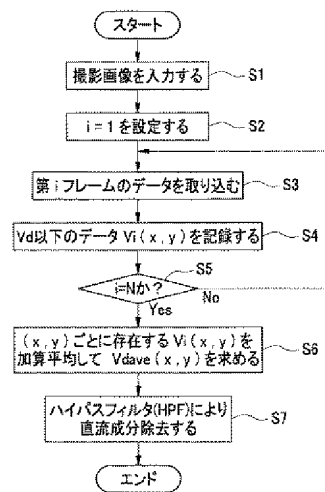 スタート
撮影画像を入力する
S1
i=1を設定する
S2
第iフレームのデータを取り込む
S3
Vd以下のデータ Vi(x,y)を記録する
S4
i=Nか?
S5
No
Yes
(x,y)ごとに存在するVi(x,y)を
加算平均して Vdave(x,y)を求める
S6
ハイパスフィルタ(HPF)により
直流成分除去する
S7
エンド